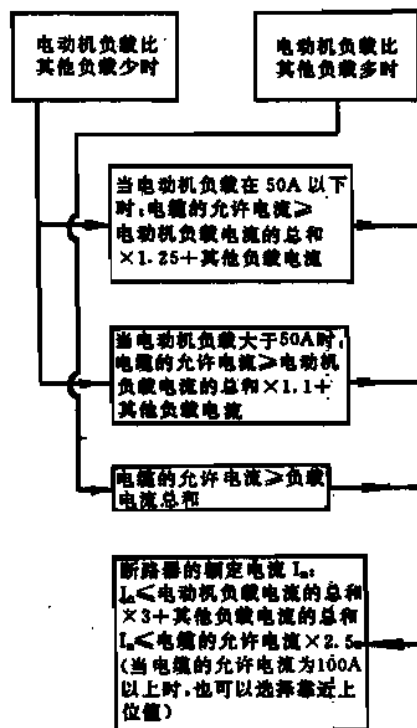 电动机负载比
其他负载少时
电动机负载比
其他负载多时
当电动机负载在50A以下
时,电缆的允许电流≥
电动机负载电流的总和
×1.25+其他负载电流
当电动机负载大于50A时,
电缆的允许电流≥电动机
负载电流的总和×1.1+
其他负载电流
电缆的允许电流≥负载
电流总和
断路器的额定电流Iₙ:
Iₙ≤电动机负载电流的总和
×3+其他负载电流的总和
Iₙ≤电缆的允许电流×2.5
(当电缆的允许电流为100A
以上时,也可以选择靠近上
位值)